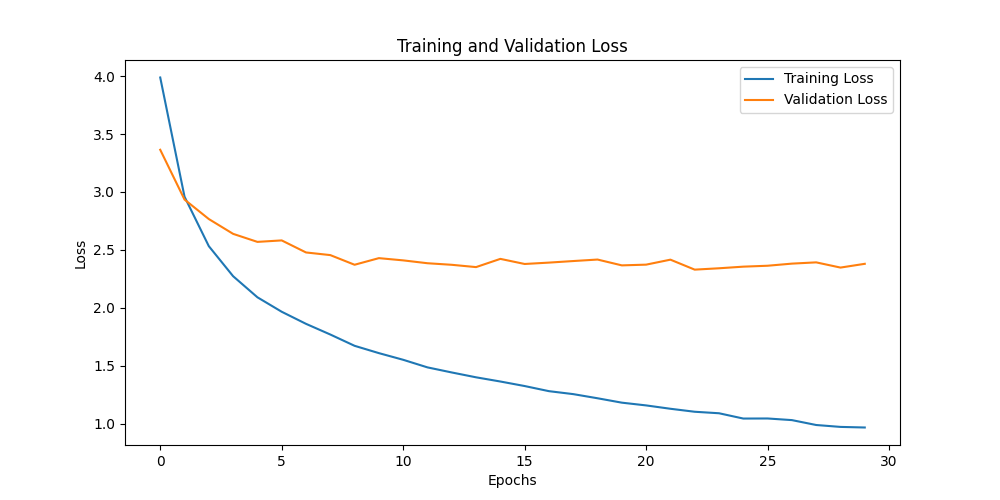 Training and Validation Loss
Training Loss
Validation Loss
4.0
3.5
3.0
2.5
2.0
1.5
1.0
Loss
0 5 10 15 20 25 30
Epochs